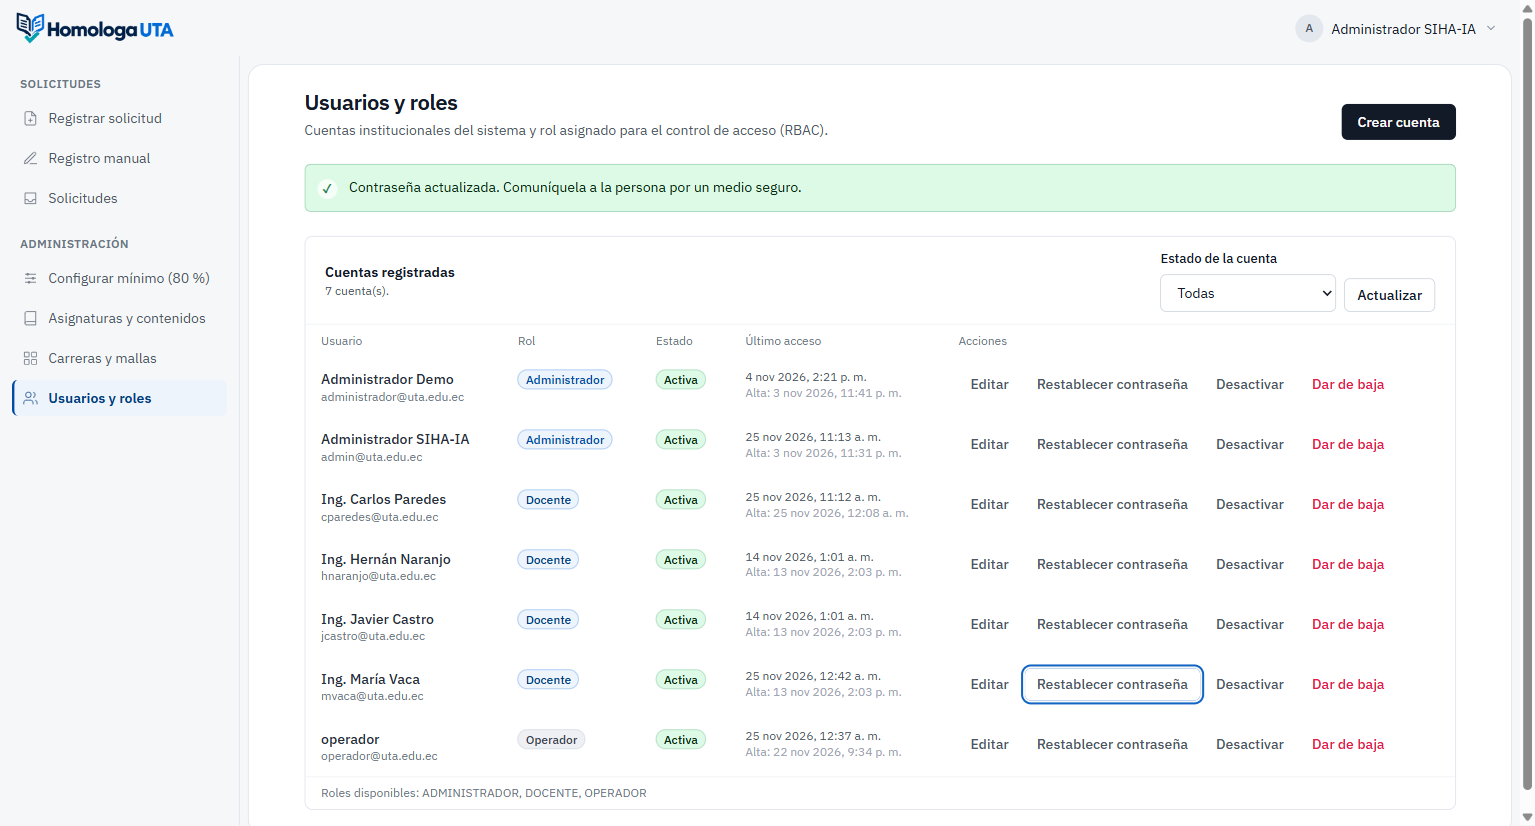 Homologa UTA
A Administrador SIHA-IA
SOLICITUDES
Registrar solicitud
Registro manual
Solicitudes
ADMINISTRACIÓN
Configurar mínimo (80 %)
Asignaturas y contenidos
Carreras y mallas
Usuarios y roles
Usuarios y roles
Cuentas institucionales del sistema y rol asignado para el control de acceso (RBAC).
Crear cuenta
Contraseña actualizada. Comuníquela a la persona por un medio seguro.
Cuentas registradas
7 cuenta(s).
Estado de la cuenta
Todas
Actualizar
Usuario Rol Estado Último acceso Acciones
Administrador Demo Administrador Activa 4 nov 2026, 2:21 p. m. Editar Restablecer contraseña Desactivar Dar de baja
administrador@uta.edu.ec Alta: 3 nov 2026, 11:41 p. m.
Administrador SIHA-IA Administrador Activa 25 nov 2026, 11:13 a. m. Editar Restablecer contraseña Desactivar Dar de baja
admin@uta.edu.ec Alta: 3 nov 2026, 11:31 p. m.
Ing. Carlos Paredes Docente Activa 25 nov 2026, 11:12 a. m. Editar Restablecer contraseña Desactivar Dar de baja
cparedes@uta.edu.ec Alta: 25 nov 2026, 12:08 a. m.
Ing. Hernán Naranjo Docente Activa 14 nov 2026, 1:01 a. m. Editar Restablecer contraseña Desactivar Dar de baja
hnaranjo@uta.edu.ec Alta: 13 nov 2026, 2:03 p. m.
Ing. Javier Castro Docente Activa 14 nov 2026, 1:01 a. m. Editar Restablecer contraseña Desactivar Dar de baja
jcastro@uta.edu.ec Alta: 13 nov 2026, 2:03 p. m.
Ing. María Vaca Docente Activa 25 nov 2026, 12:42 a. m. Editar Restablecer contraseña Desactivar Dar de baja
mvaca@uta.edu.ec Alta: 13 nov 2026, 2:03 p. m.
operador Operador Activa 25 nov 2026, 12:37 a. m. Editar Restablecer contraseña Desactivar Dar de baja
operador@uta.edu.ec Alta: 22 nov 2026, 9:34 p. m.
Roles disponibles: ADMINISTRADOR, DOCENTE, OPERADOR